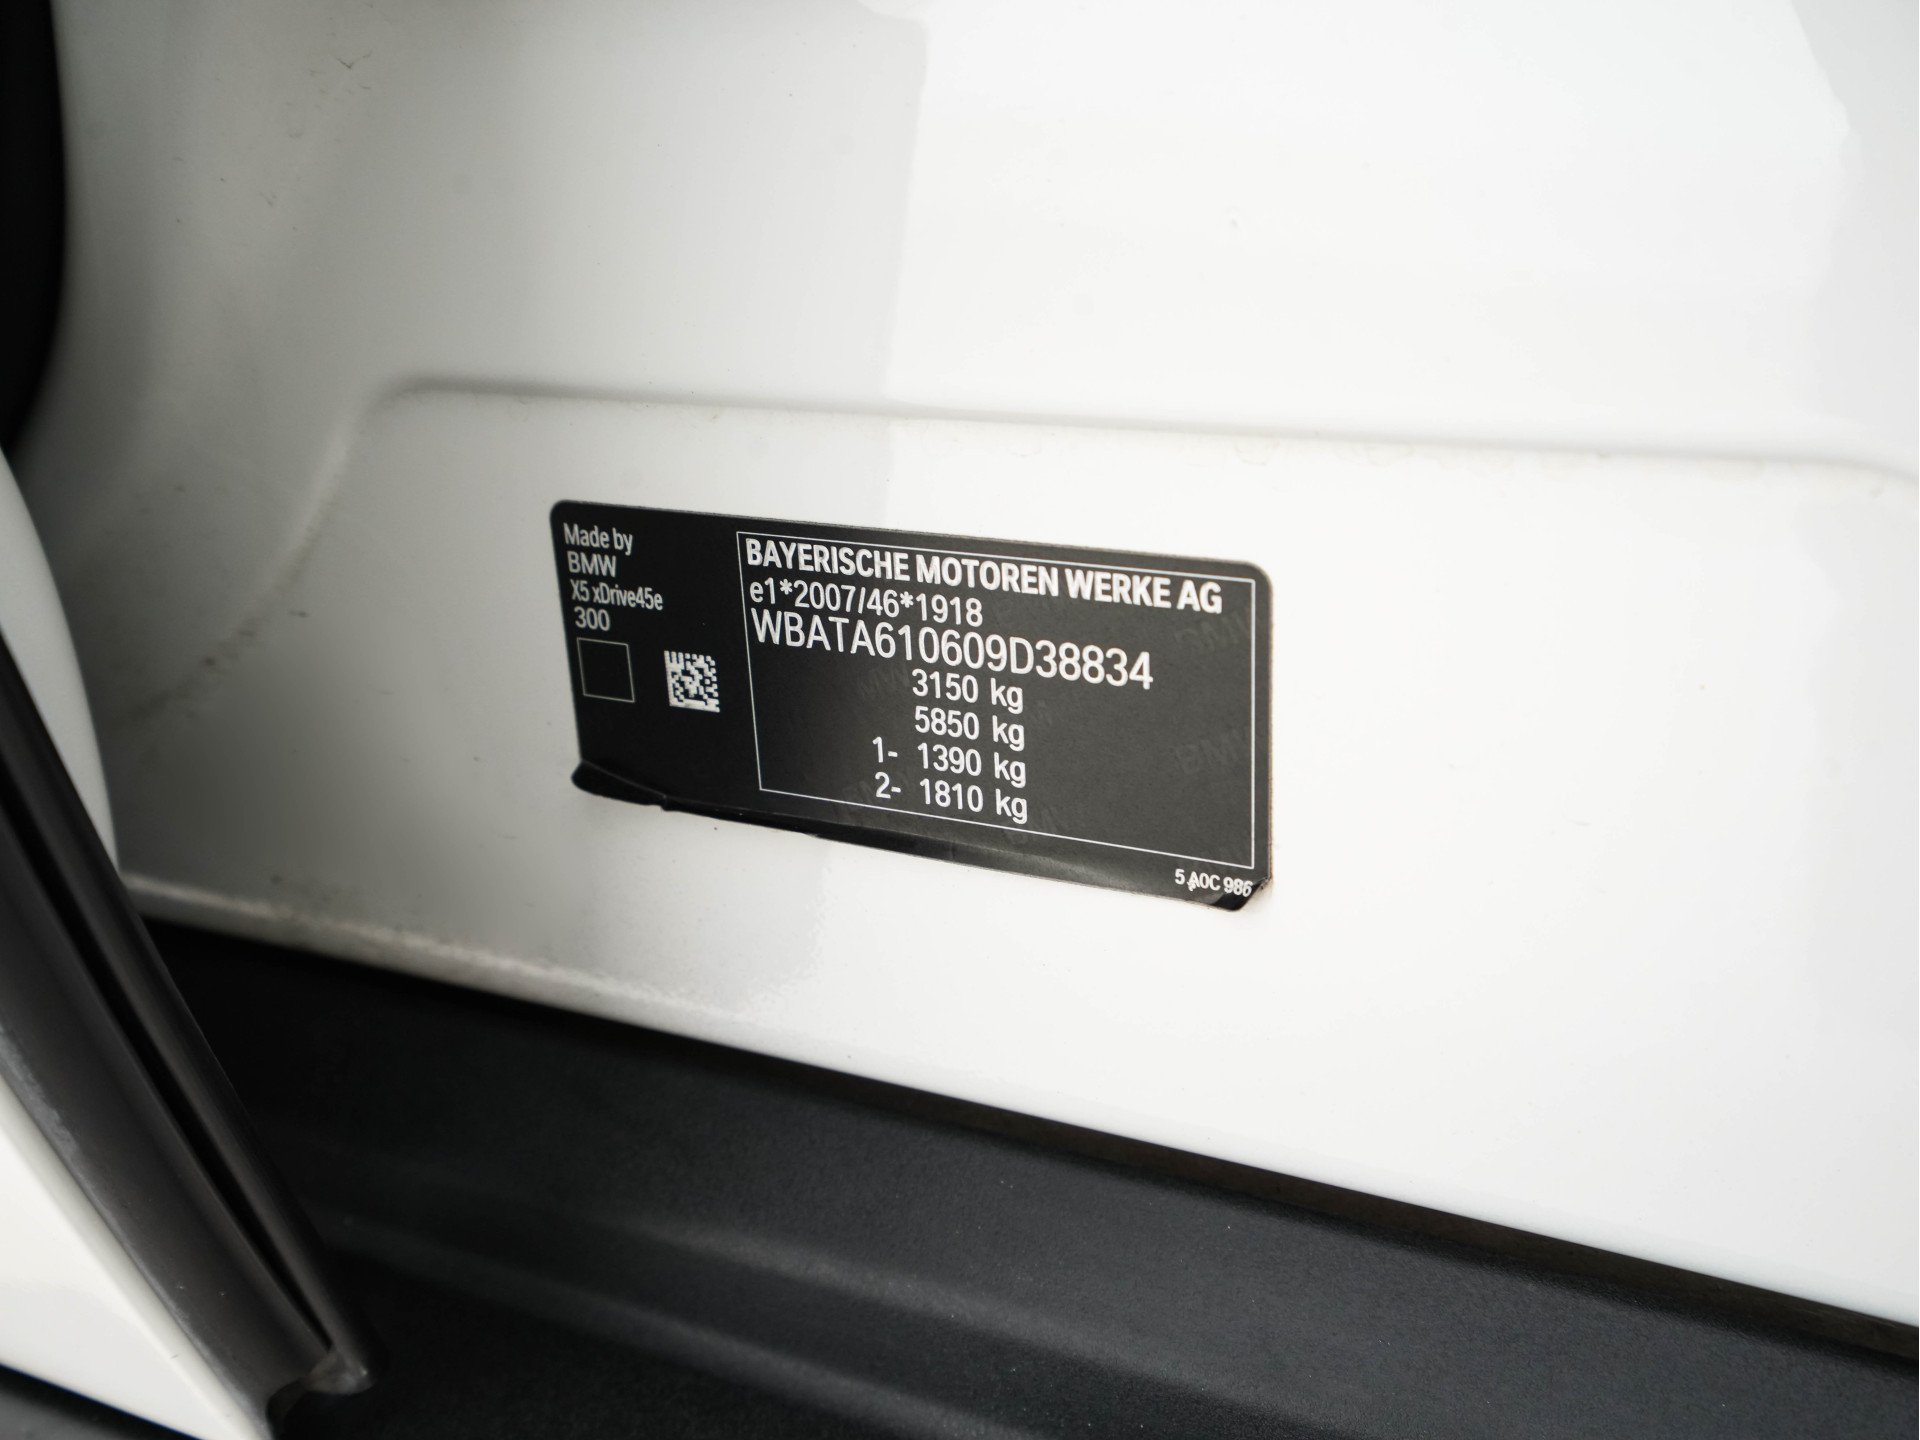 Made by
BMW
X5 xDrive45e
300
BAYERISCHE MOTOREN WERKE AG
e1*2007/46*1918
WBATA610609D38834
3150 kg
5850 kg
1- 1390 kg
2- 1810 kg
5 A0C 986